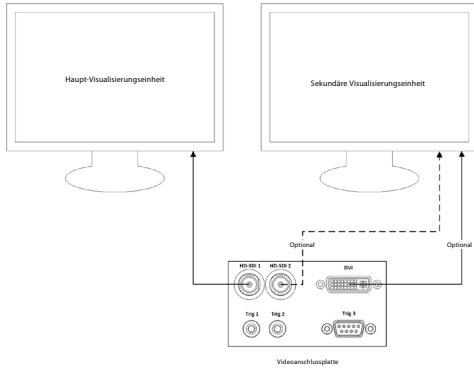 Haupt-Visualisierungseinheit
Sekundäre Visualisierungseinheit
Optional
Optional
HD-SDI 1
HD-SDI 2
DVI
Trig 1
Trig 2
Trig 3
Videoanschlussplatte